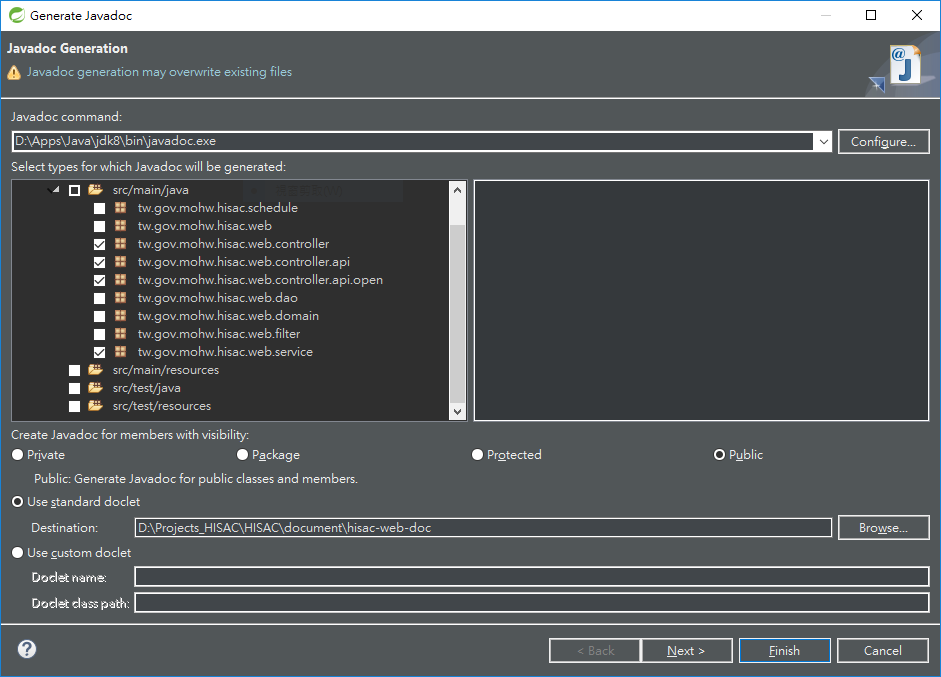 Generate Javadoc
Javadoc Generation
Javadoc generation may overwrite existing files
Javadoc command:
D:\Apps\Java\jdk8\bin\javadoc.exe
Configure...
Select types for which Javadoc will be generated:
src/main/java
tw.gov.mohw.hisac.schedule
tw.gov.mohw.hisac.web
tw.gov.mohw.hisac.web.controller
tw.gov.mohw.hisac.web.controller.api
tw.gov.mohw.hisac.web.controller.api.open
tw.gov.mohw.hisac.web.dao
tw.gov.mohw.hisac.web.domain
tw.gov.mohw.hisac.web.filter
tw.gov.mohw.hisac.web.service
src/main/resources
src/test/java
src/test/resources
Create Javadoc for members with visibility:
Private Package Protected Public
Public: Generate Javadoc for public classes and members.
Use standard doclet
Destination: D:\Projects_HISAC\HISAC\document\hisac-web-doc Browse...
Use custom doclet
Doclet name:
Doclet class path:
< Back Next > Finish Cancel